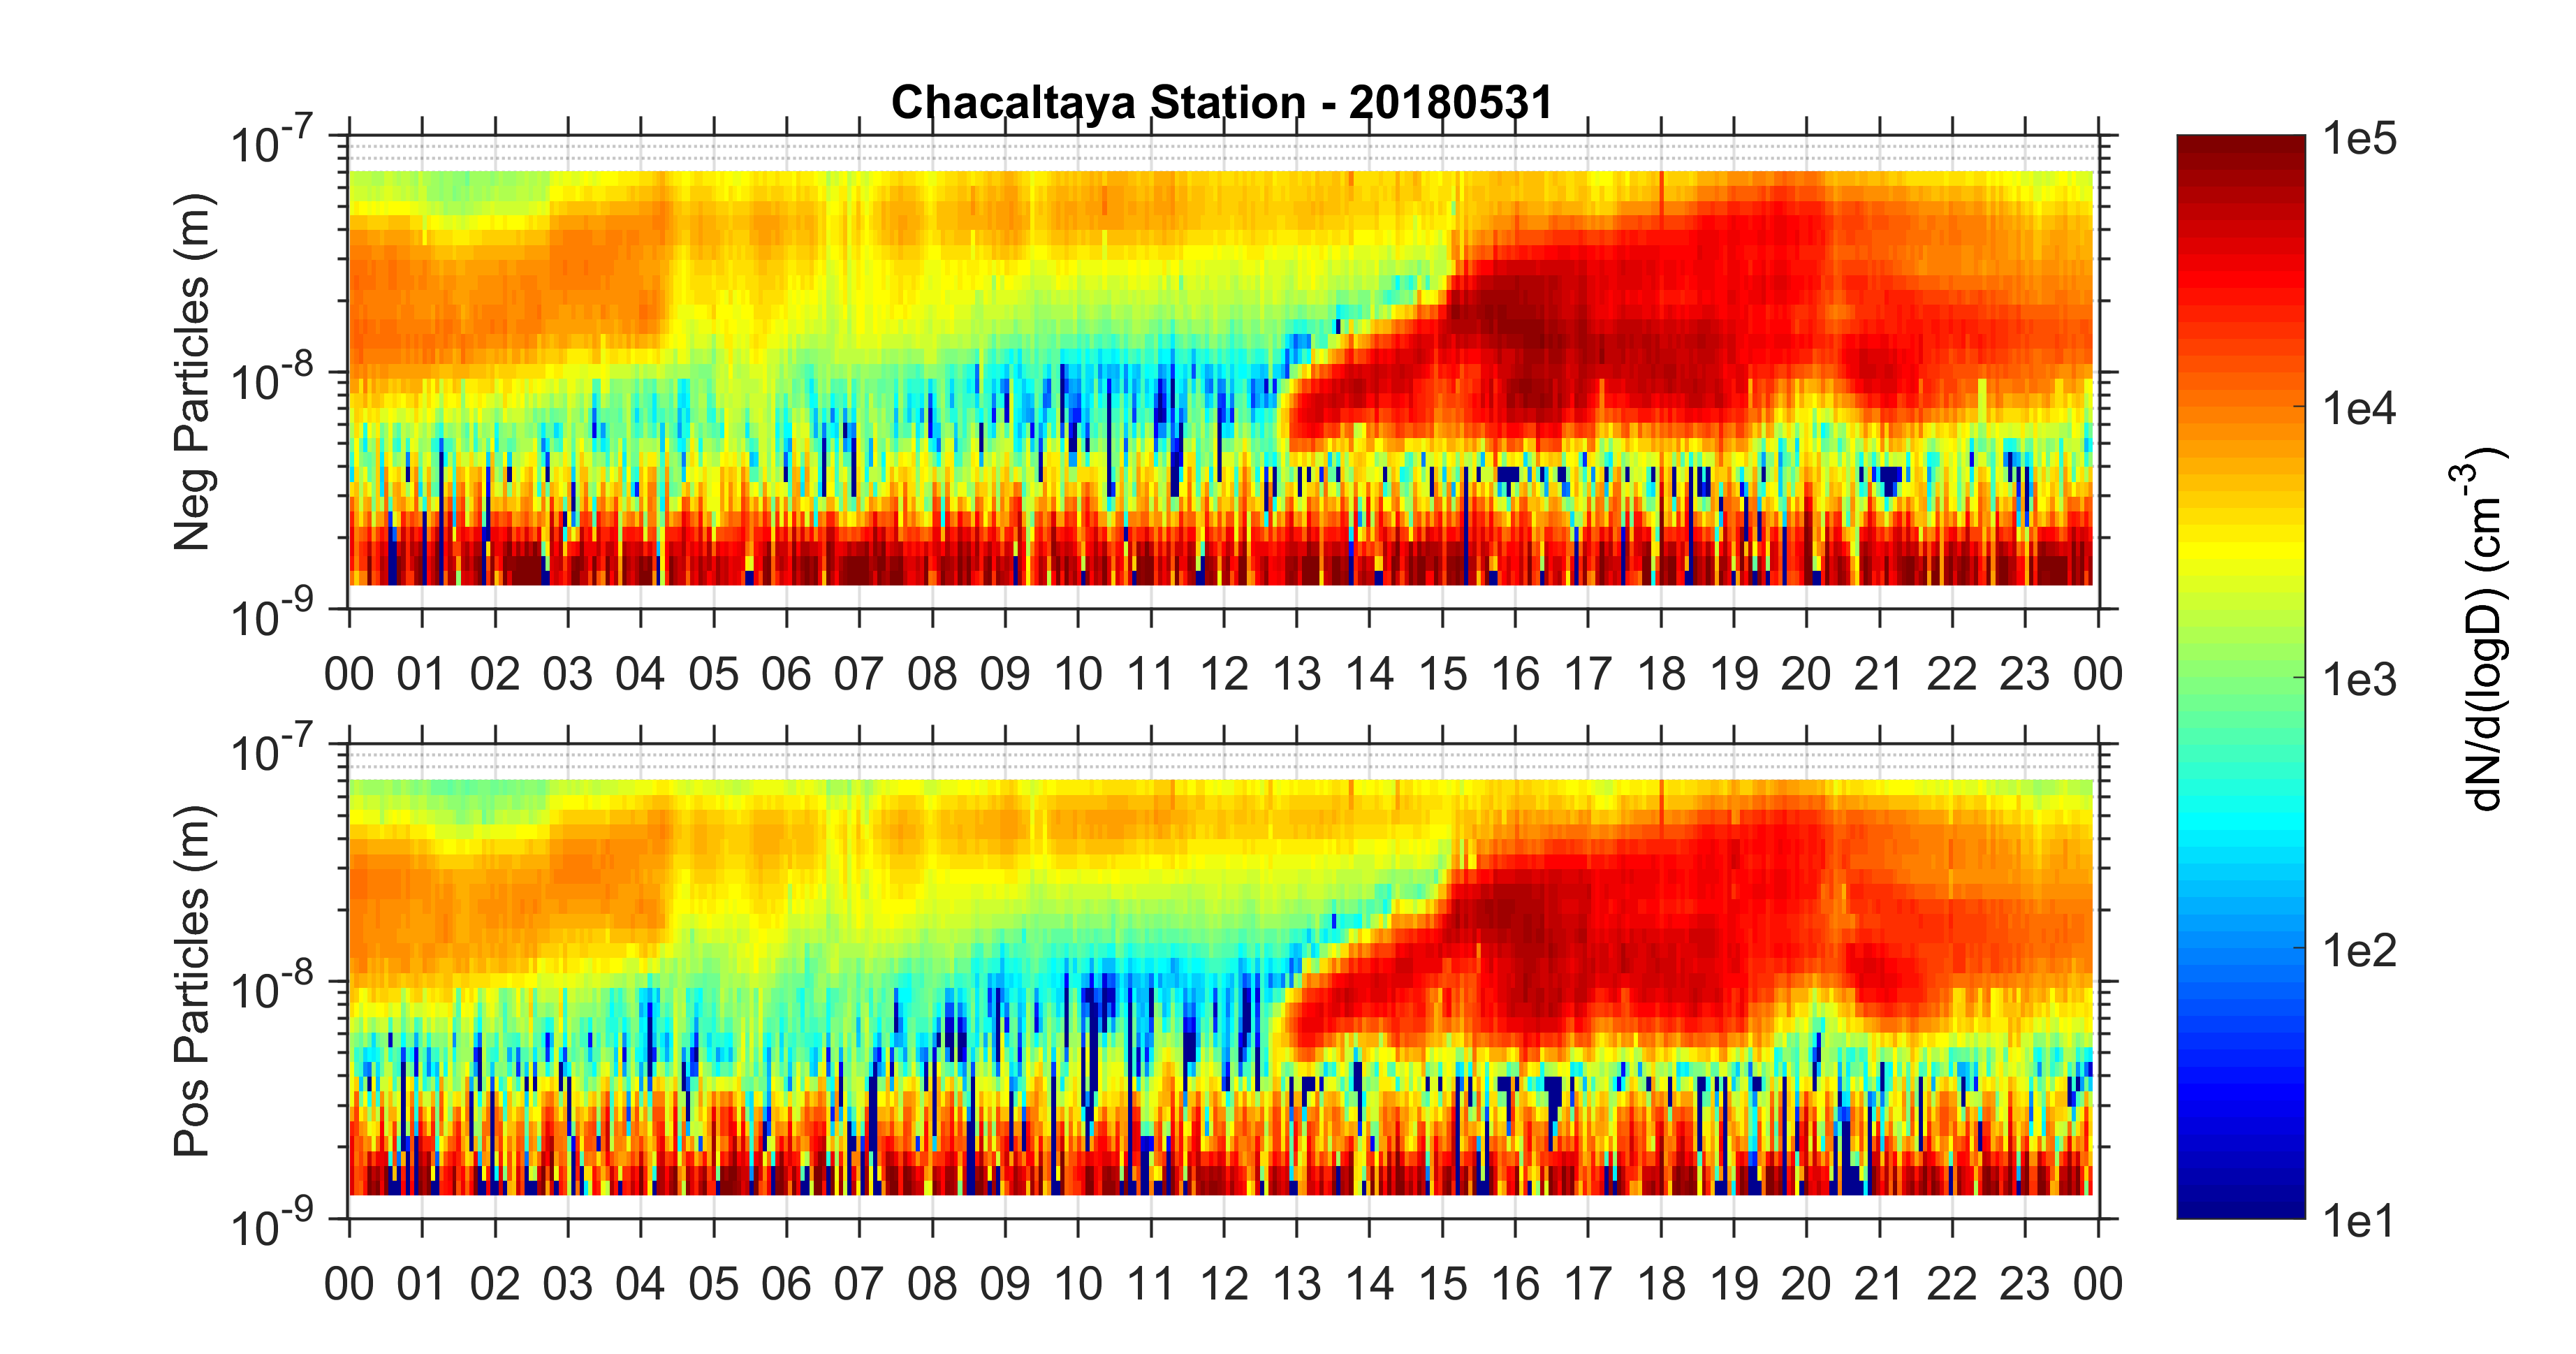 Chacaltaya Station - 20180531
Neg Particles (m)
10-7
10-8
10-9
00 01 02 03 04 05 06 07 08 09 10 11 12 13 14 15 16 17 18 19 20 21 22 23 00
Pos Particles (m)
10-7
10-8
10-9
00 01 02 03 04 05 06 07 08 09 10 11 12 13 14 15 16 17 18 19 20 21 22 23 00
1e5
1e4
1e3
1e2
1e1
dN/d(logD) (cm-3)